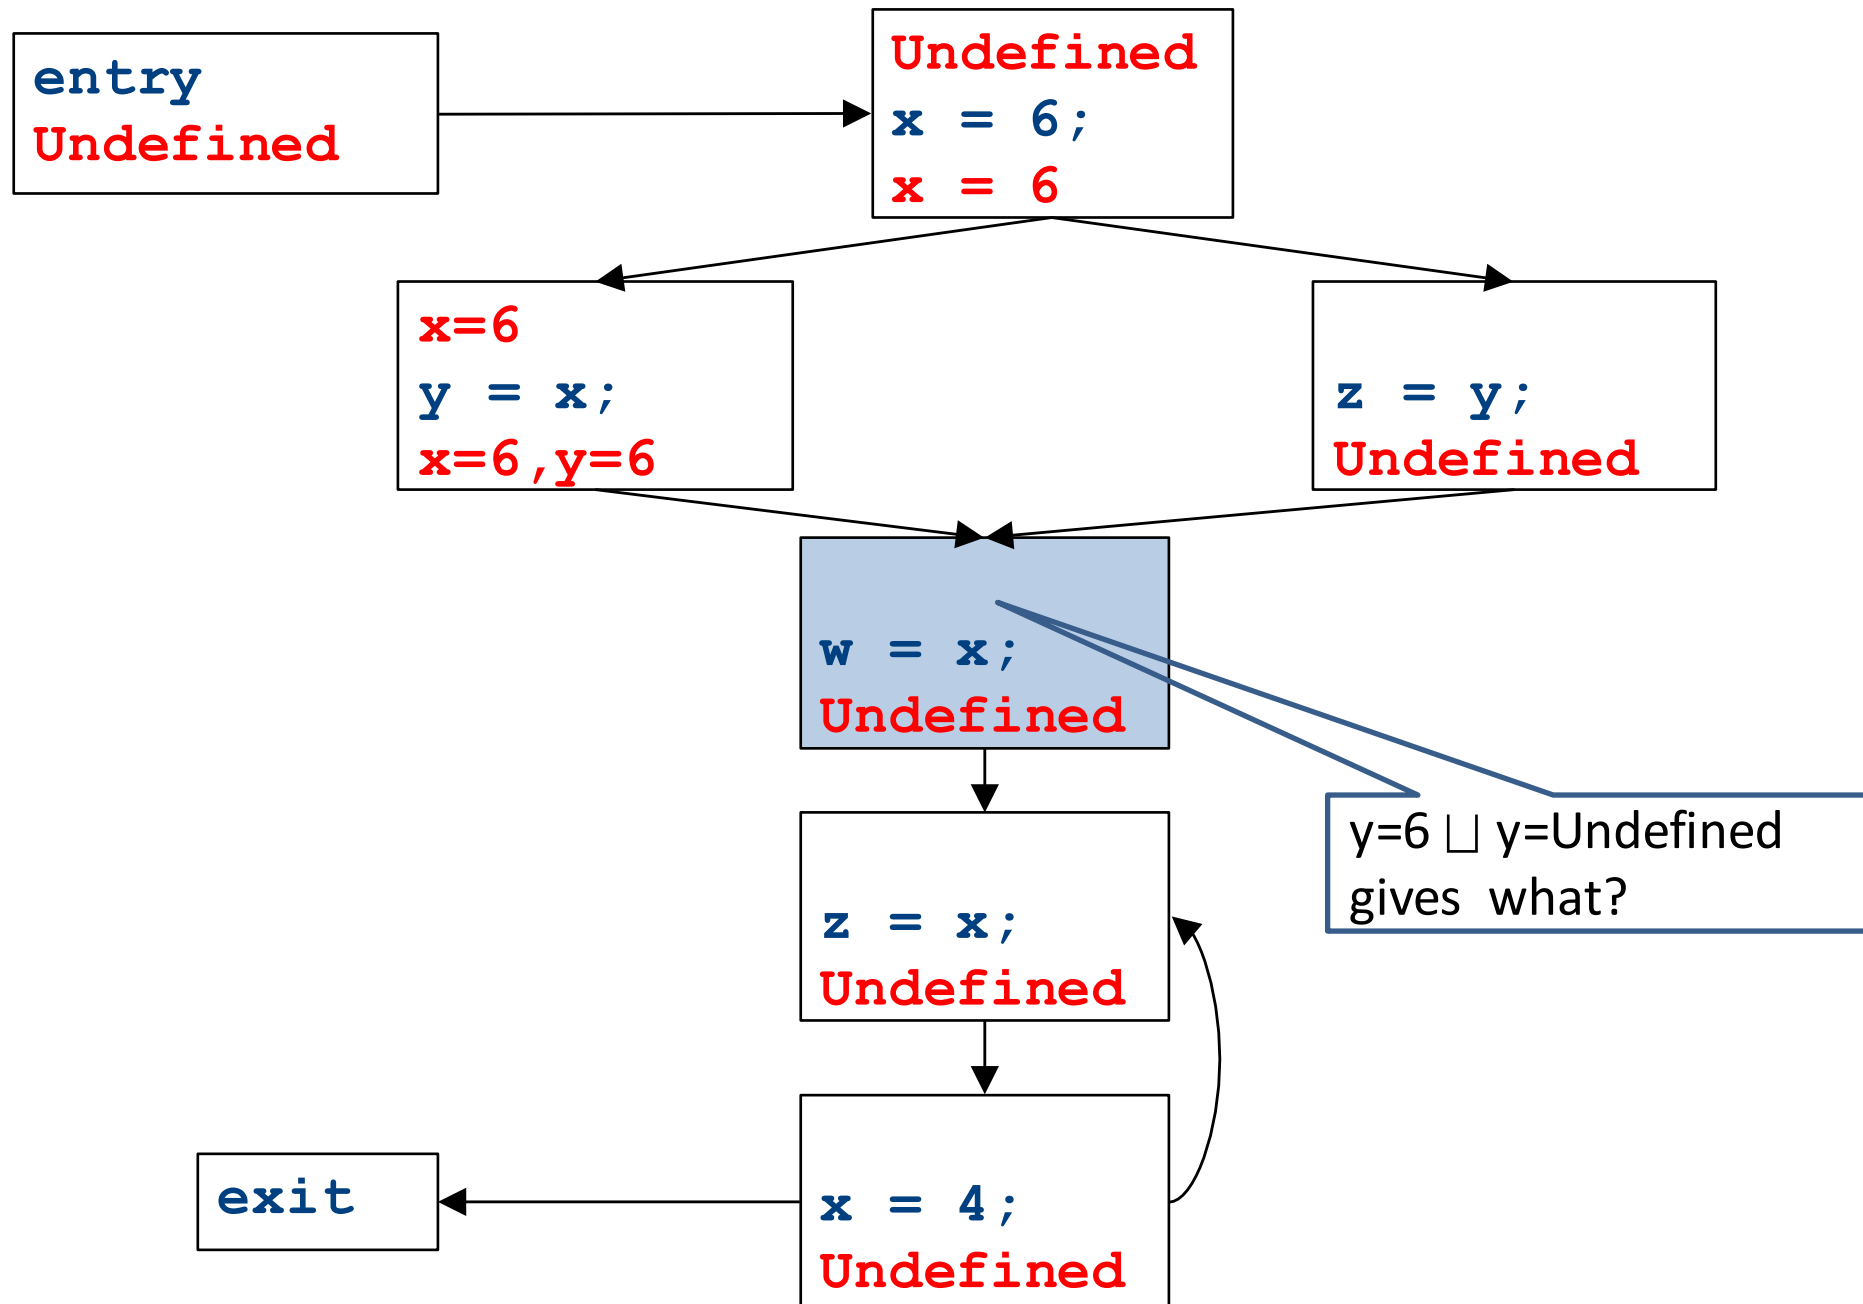 entry
Undefined
Undefined
x = 6;
x = 6
x=6
y = x;
x=6,y=6
z = y;
Undefined
w = x;
Undefined
y=6 ⊔ y=Undefined
gives what?
z = x;
Undefined
exit
x = 4;
Undefined